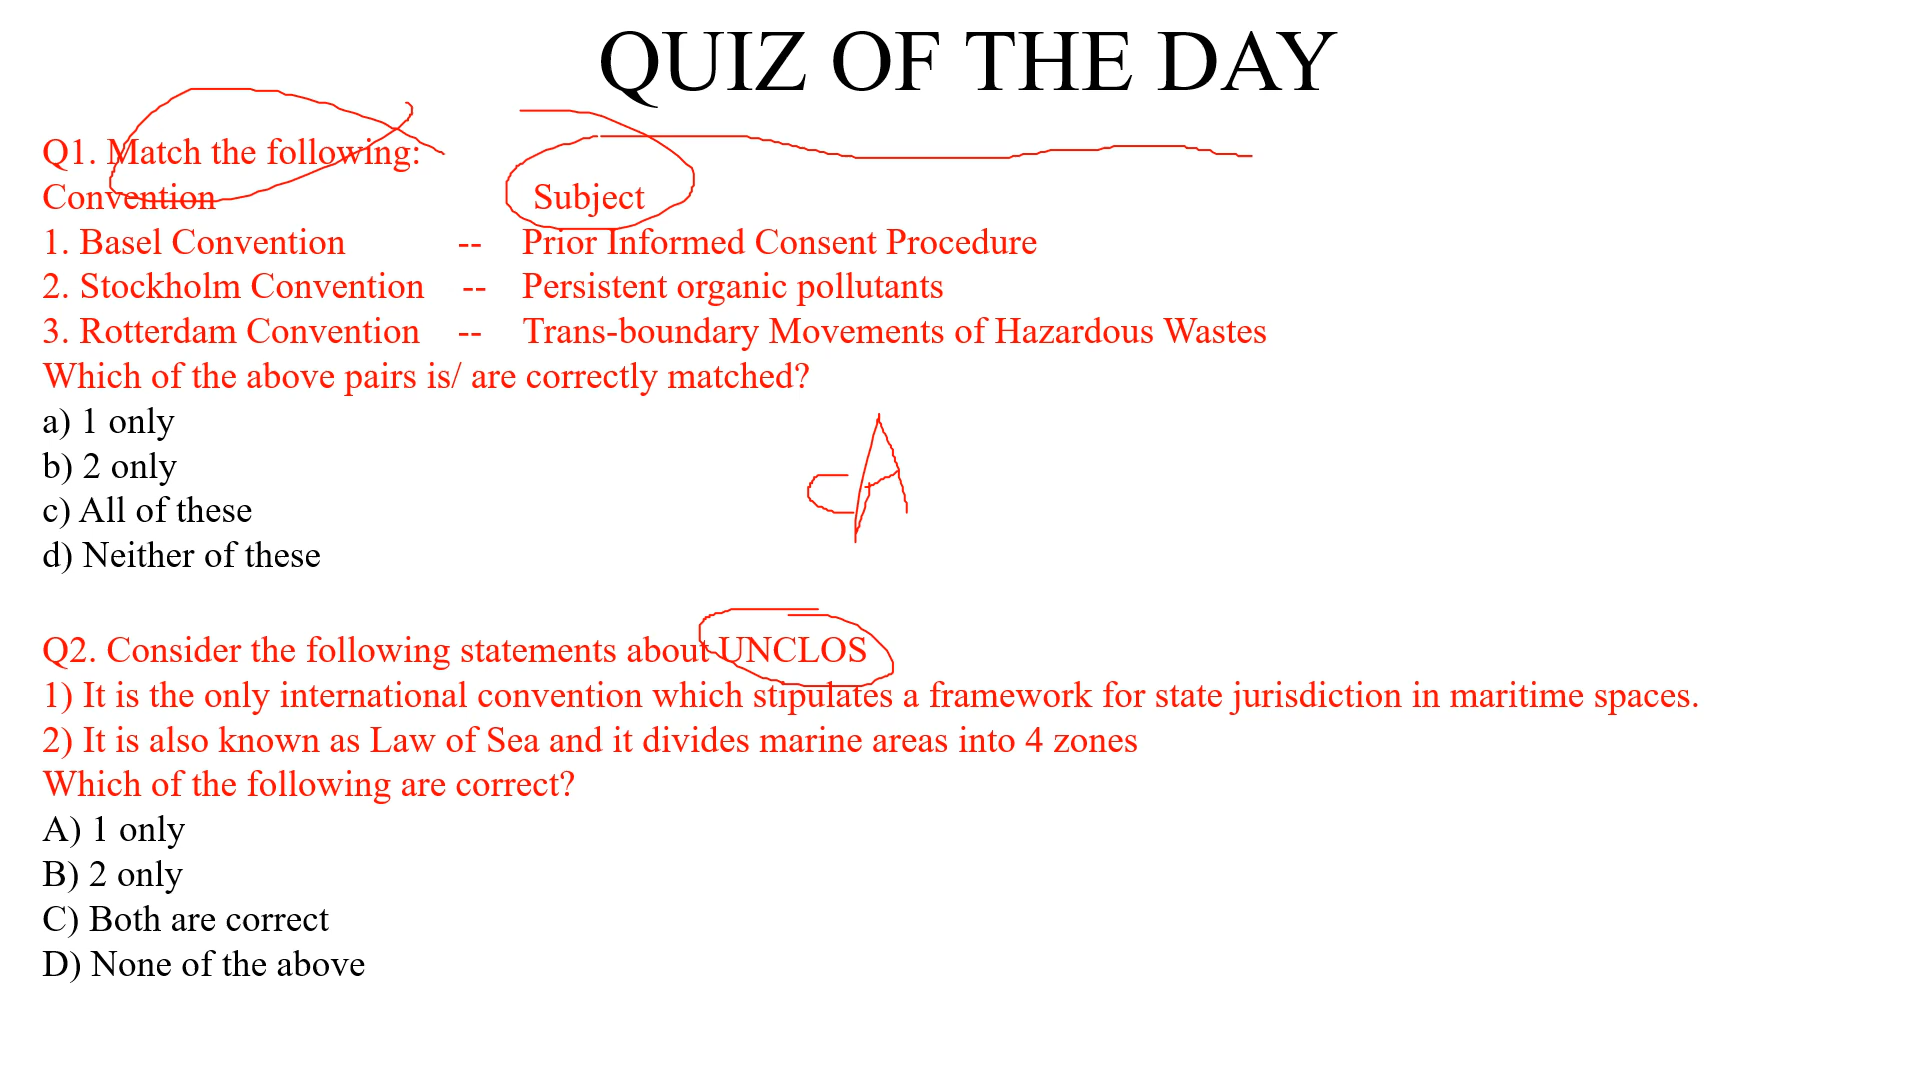 QUIZ OF THE DAY
Q1. Match the following:
Convention Subject
1. Basel Convention -- Prior Informed Consent Procedure
2. Stockholm Convention -- Persistent organic pollutants
3. Rotterdam Convention -- Trans-boundary Movements of Hazardous Wastes
Which of the above pairs is/ are correctly matched?
a) 1 only
b) 2 only
c) All of these
d) Neither of these
Q2. Consider the following statements about UNCLOS
1) It is the only international convention which stipulates a framework for state jurisdiction in maritime spaces.
2) It is also known as Law of Sea and it divides marine areas into 4 zones
Which of the following are correct?
A) 1 only
B) 2 only
C) Both are correct
D) None of the above